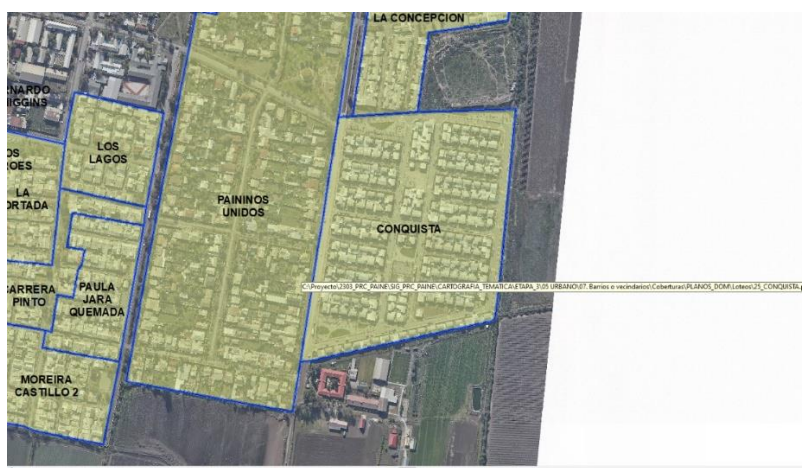 LA CONCEPCION
RNARDO
HIGGINS
LOS
LAGOS
OS
ROES
LA
ORTADA
PAININOS
UNIDOS
CONQUISTA
C:\Proyecto\2303_PRC_PAINE\SIG_PRC_PAINE\CARTOGRAFIA_TEMATICA\ETAPA_3\05 URBANO\07. Barrios o vecindarios\Coberturas\PLANOS_DOM\Loteos\25_CONQUISTA.
CARRERA
PINTO
PAULA
JARA
QUEMADA
MOREIRA
CASTILLO 2